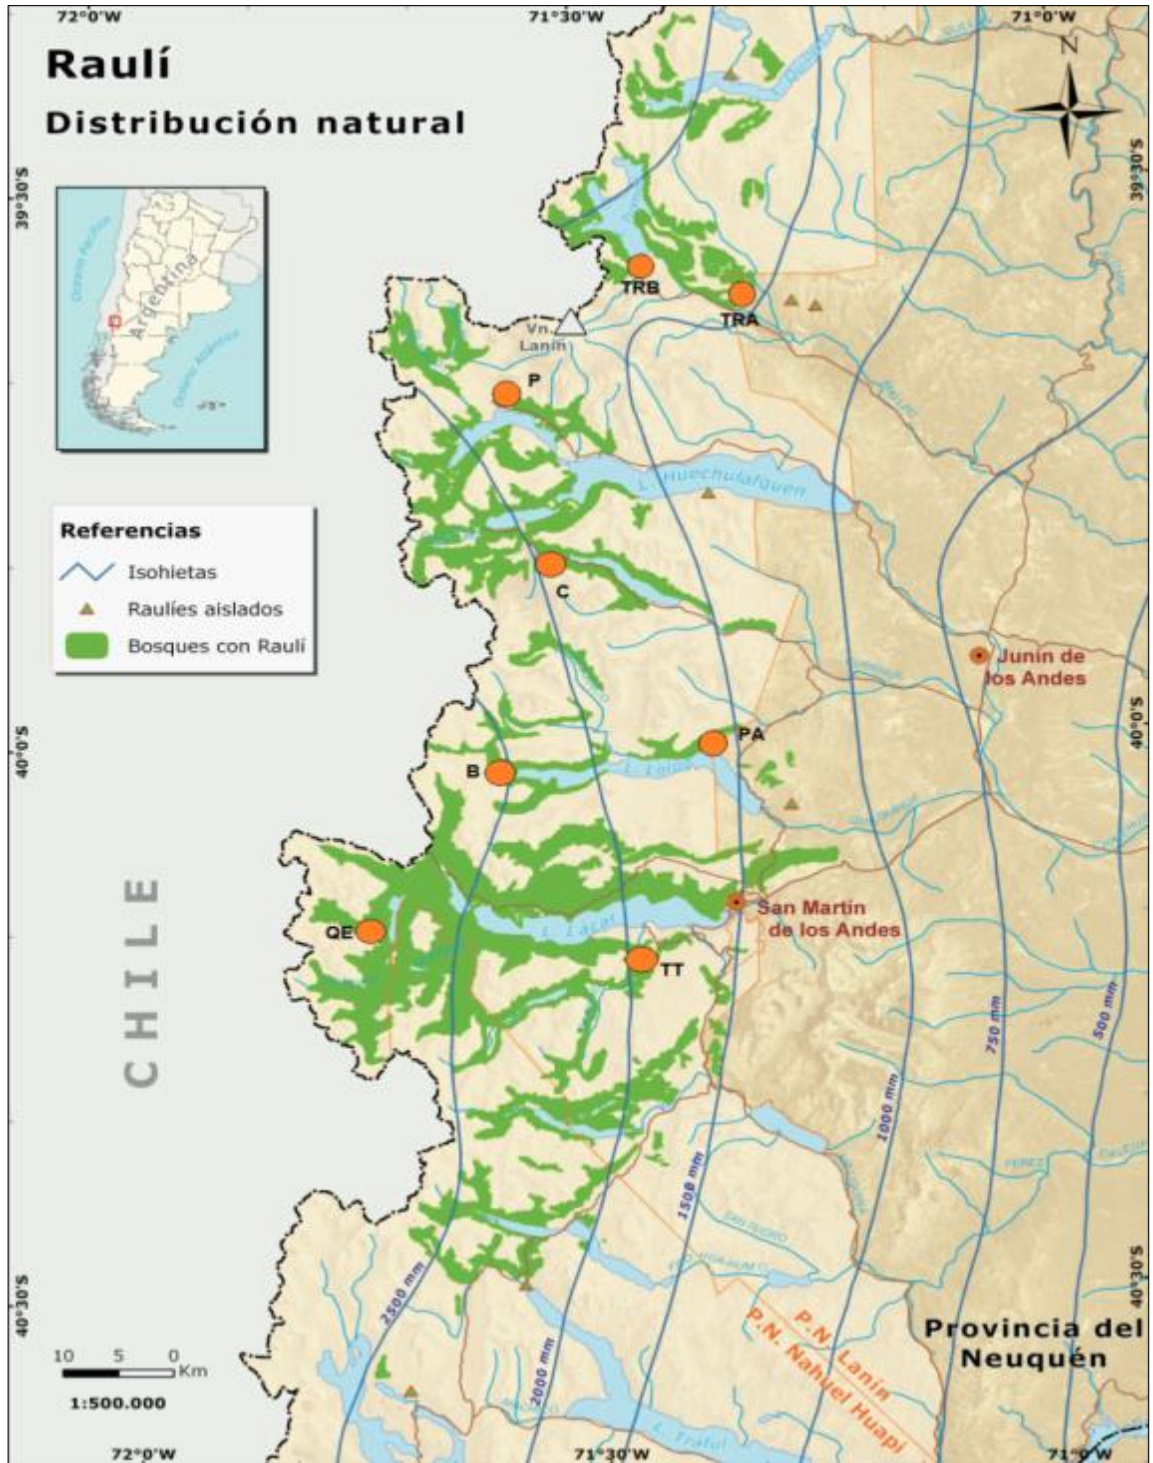 72°0'W
71°30'W
71°0'W
Raulí
Distribución natural
N
39°30'S
39°30'S
Océano Pacífico
Argentina
Océano Atlántico
TRB
TRA
Vn.
Lanín
P
L. Huechulafquen
Referencias
Isohietas
Raulíes aislados
Bosques con Raulí
C
Junín de
los Andes
40°0'S
40°0'S
PA
B
L. Lolog
CHILE
QE
L. Lácar
San Martín
de los Andes
TT
750 mm
500 mm
1000 mm
1500 mm
2500 mm
2000 mm
SAN ISIDRO
40°30'S
40°30'S
P.N. Lanín
P.N. Nahuel Huapi
Provincia del
Neuquén
10 5 0
Km
1:500.000
L. Traful
72°0'W
71°30'W
71°0'W